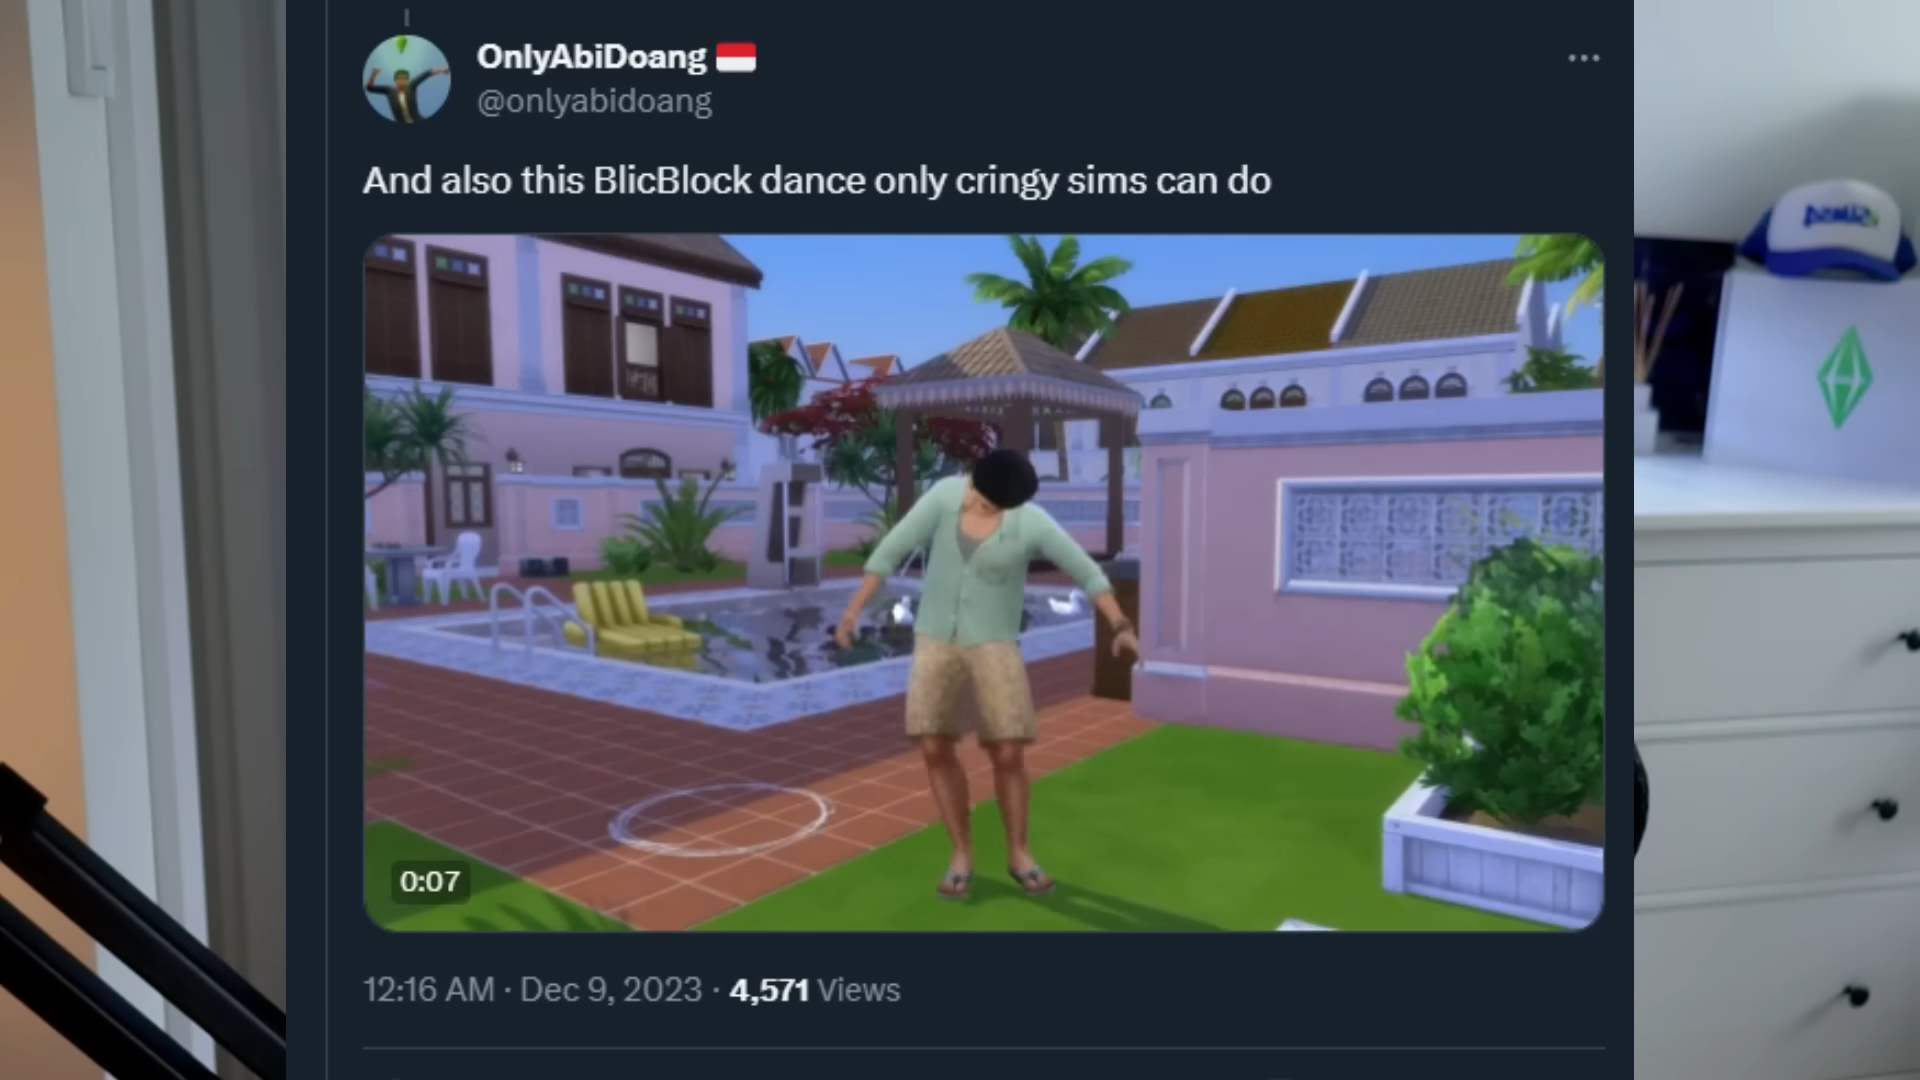 OnlyAbiDoang
@onlyabidoang
And also this BlicBlock dance only cringy sims can do
0:07
12:16 AM · Dec 9, 2023 · 4,571 Views